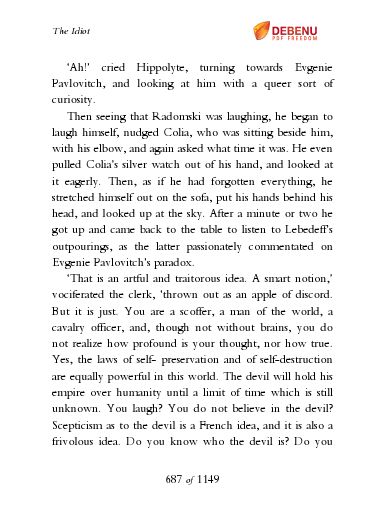 The Idiot
DEBENU
PDF FREEDOM
‘Ah!’ cried Hippolyte, turning towards Evgenie
Pavlovitch, and looking at him with a queer sort of
curiosity.
Then seeing that Radomski was laughing, he began to
laugh himself, nudged Colia, who was sitting beside him,
with his elbow, and again asked what time it was. He even
pulled Colia’s silver watch out of his hand, and looked at
it eagerly. Then, as if he had forgotten everything, he
stretched himself out on the sofa, put his hands behind his
head, and looked up at the sky. After a minute or two he
got up and came back to the table to listen to Lebedeff’s
outpourings, as the latter passionately commentated on
Evgenie Pavlovitch’s paradox.
‘That is an artful and traitorous idea. A smart notion,’
vociferated the clerk, ‘thrown out as an apple of discord.
But it is just. You are a scoffer, a man of the world, a
cavalry officer, and, though not without brains, you do
not realize how profound is your thought, nor how true.
Yes, the laws of self- preservation and of self-destruction
are equally powerful in this world. The devil will hold his
empire over humanity until a limit of time which is still
unknown. You laugh? You do not believe in the devil?
Scepticism as to the devil is a French idea, and it is also a
frivolous idea. Do you know who the devil is? Do you
687 of 1149